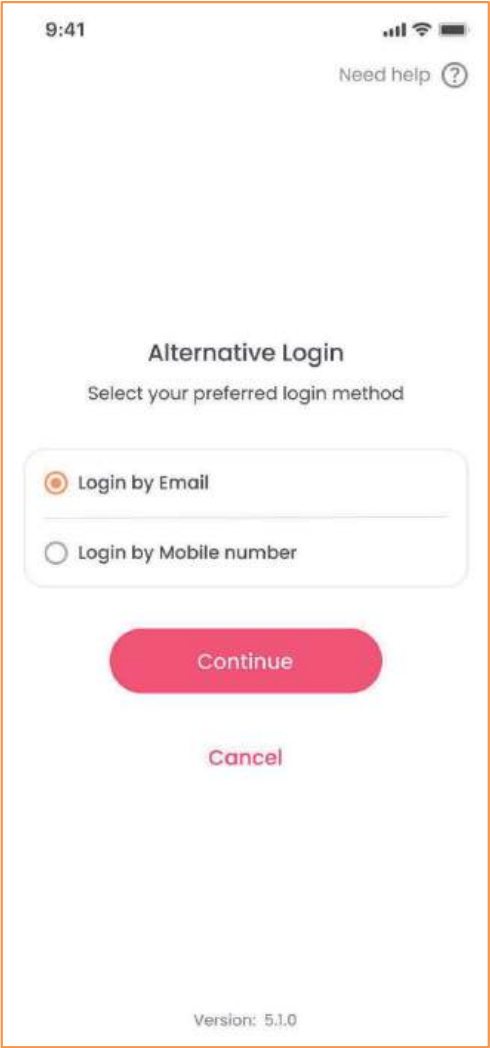 9:41
Need help ?
Alternative Login
Select your preferred login method
Login by Email
Login by Mobile number
Continue
Cancel
Version: 5.1.0